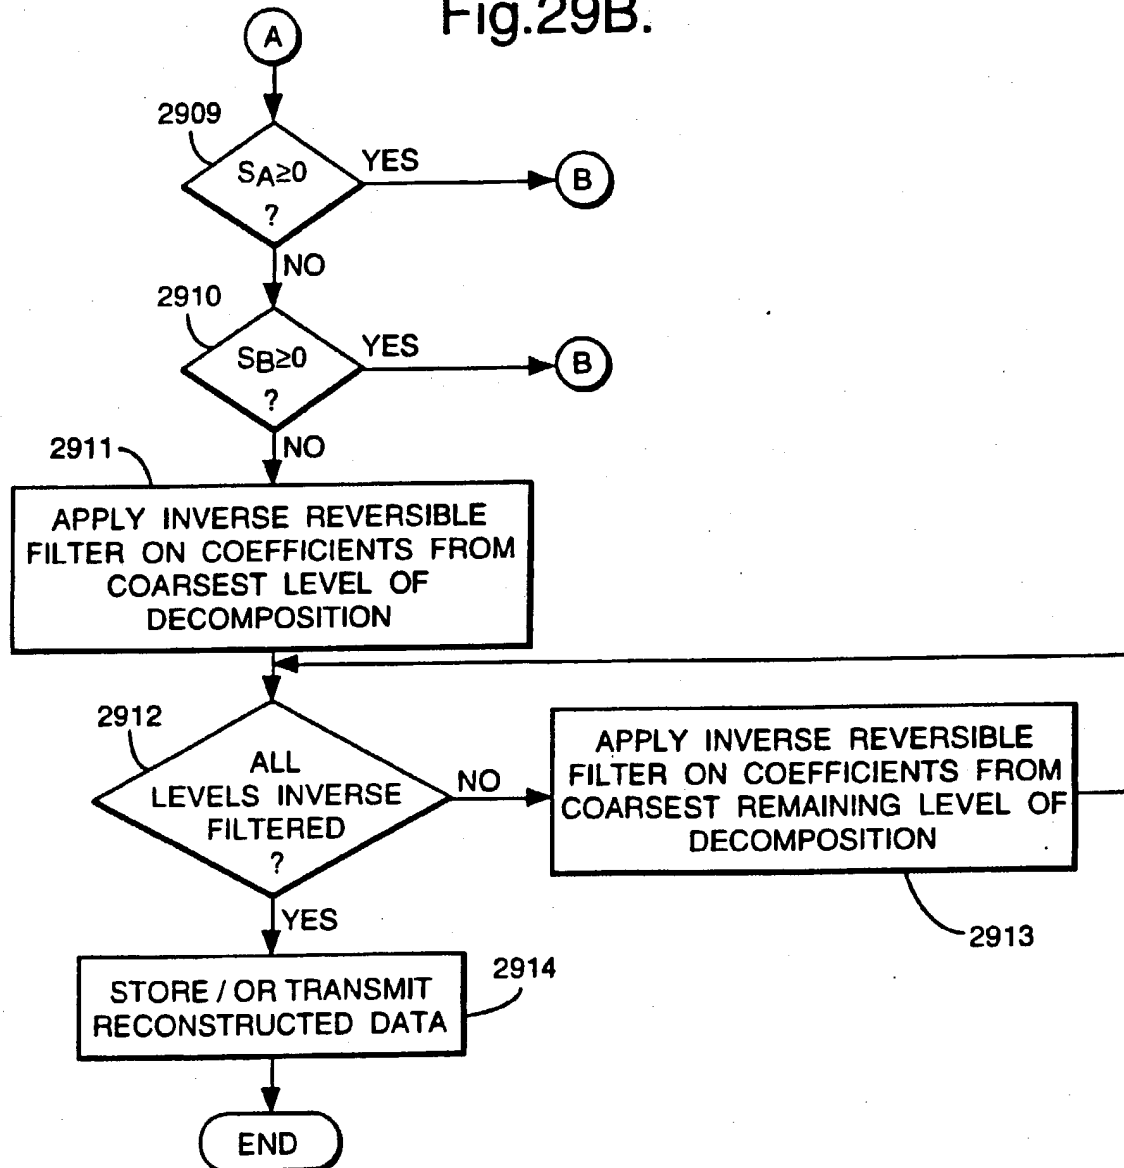 Fig.29B.
A
2909
SA≥0
?
YES
B
NO
2910
SB≥0
?
YES
B
NO
2911
APPLY INVERSE REVERSIBLE
FILTER ON COEFFICIENTS FROM
COARSEST LEVEL OF
DECOMPOSITION
2912
ALL
LEVELS INVERSE
FILTERED
?
NO
APPLY INVERSE REVERSIBLE
FILTER ON COEFFICIENTS FROM
COARSEST REMAINING LEVEL OF
DECOMPOSITION
2913
YES
STORE / OR TRANSMIT
RECONSTRUCTED DATA
2914
END